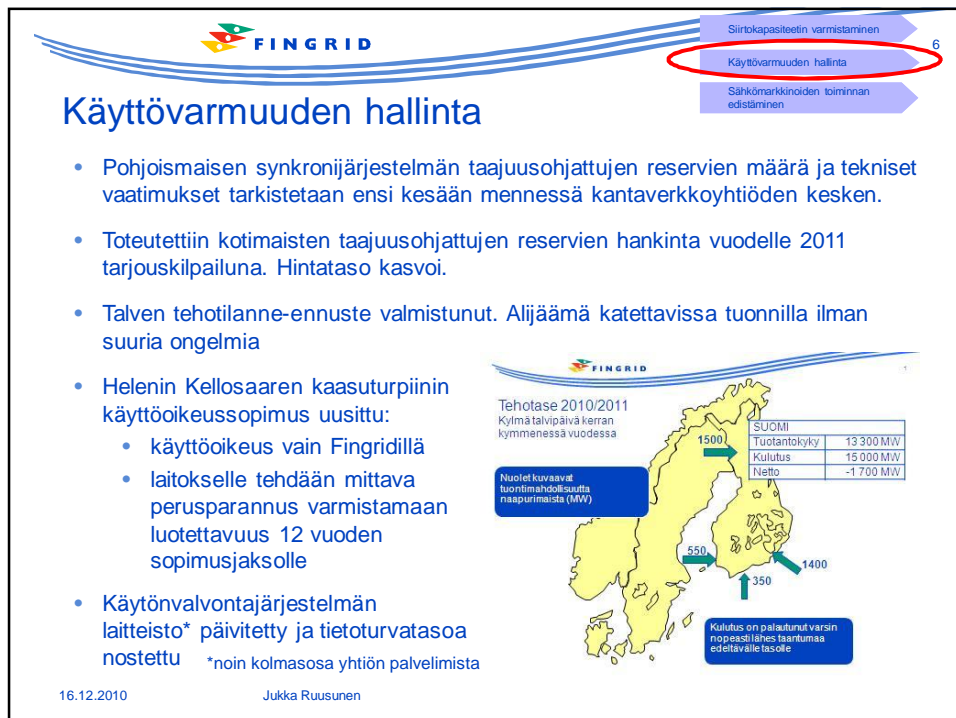 FINGRID
Siirtokapasiteetin varmistaminen
6
Käyttövarmuuden hallinta
Sähkömarkkinoiden toiminnan
edistäminen
Käyttövarmuuden hallinta
• Pohjoismaisen synkronijärjestelmän taajuusohjattujen reservien määrä ja tekniset
vaatimukset tarkistetaan ensi kesään mennessä kantaverkkoyhtiöden kesken.
• Toteutettiin kotimaisten taajuusohjattujen reservien hankinta vuodelle 2011
tarjouskilpailuna. Hintataso kasvoi.
• Talven tehotilanne-ennuste valmistunut. Alijäämä katettavissa tuonnilla ilman
suuria ongelmia
• Helenin Kellosaaren kaasuturpiinin
käyttöoikeussopimus uusittu:
• käyttöoikeus vain Fingridillä
• laitokselle tehdään mittava
perusparannus varmistamaan
luotettavuus 12 vuoden
sopimusjaksolle
• Käytönvalvontajärjestelmän
laitteisto* päivitetty ja tietoturvatasoa
nostettu *noin kolmasosa yhtiön palvelimista
FINGRID
Tehotase 2010/2011
Kylmä talvipäivä kerran
kymmenessä vuodessa
1500
SUOMI
Tuotantokyky 13 300 MW
Kulutus 15 000 MW
Netto -1 700 MW
Nuolet kuvaavat
tuontimahdollisuutta
naapurimaista (MW)
550
1400
350
Kulutus on palautunut varsin
nopeasti lähes taantumaa
edeltävälle tasolle
16.12.2010 Jukka Ruusunen